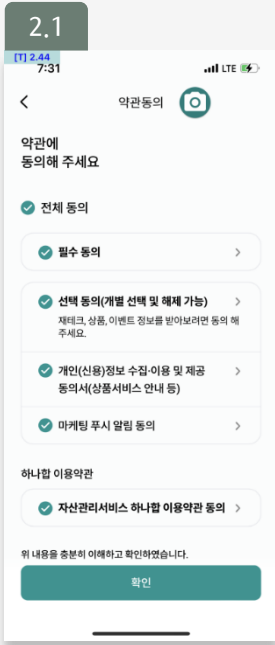 2.1
[T] 2.44
7:31
LTE
약관동의
약관에
동의해 주세요
전체 동의
필수 동의
선택 동의(개별 선택 및 해제 가능)
재테크, 상품, 이벤트 정보를 받아보려면 동의 해
주세요.
개인(신용)정보 수집·이용 및 제공
동의서(상품서비스 안내 등)
마케팅 푸시 알림 동의
하나합 이용약관
자산관리서비스 하나합 이용약관 동의
위 내용을 충분히 이해하고 확인하였습니다.
확인